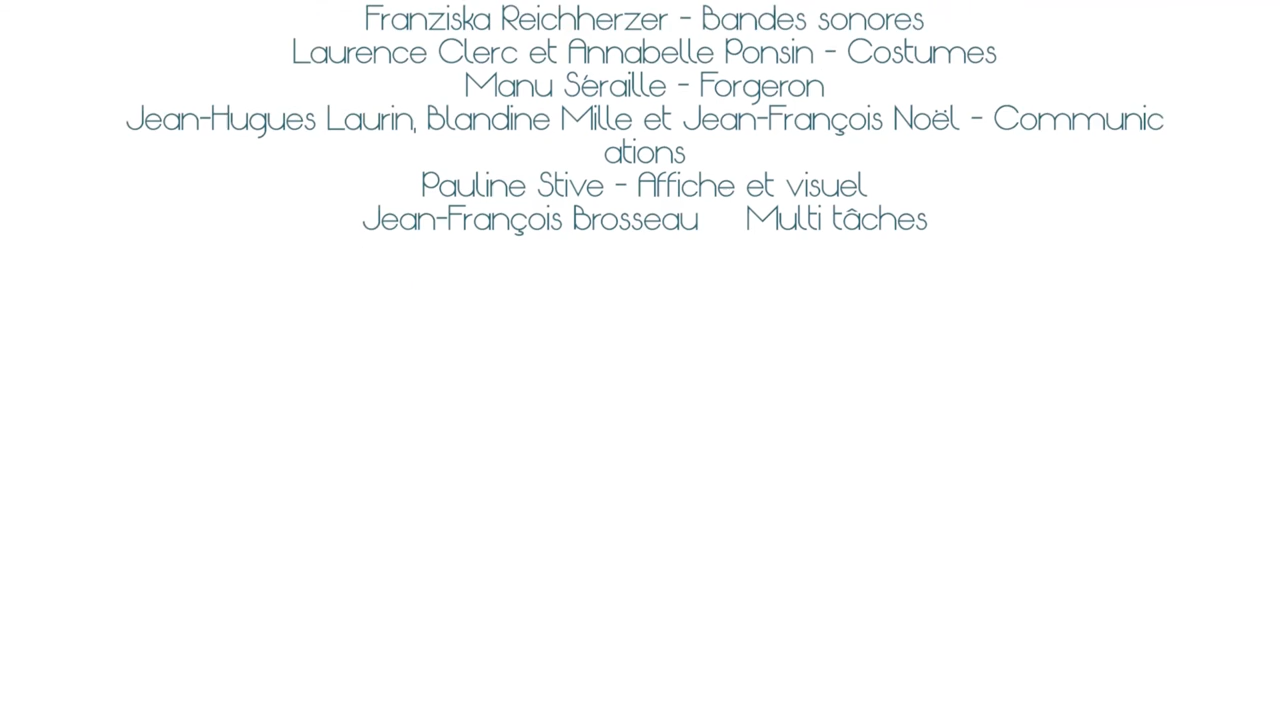 Franziska Reichherzer - Bandes sonores
Laurence Clerc et Annabelle Ponsin - Costumes
Manu Séraille - Forgeron
Jean-Hugues Laurin, Blandine Mille et Jean-François Noël - Communic
ations
Pauline Stive - Affiche et visuel
Jean-François Brosseau Multi tâches